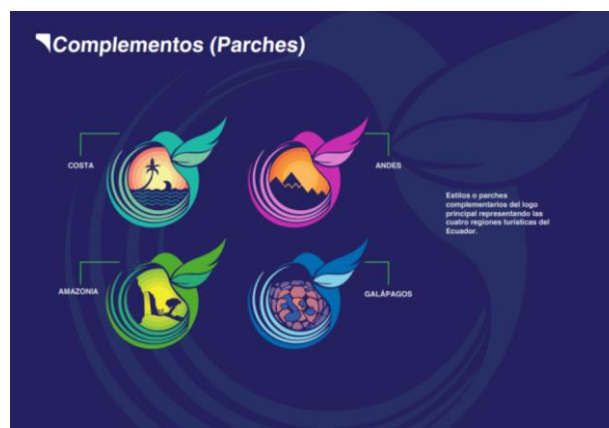 Complementos (Parches)
COSTA
ANDES
Estilos o parches
complementarios del logo
principal representando las
cuatro regiones turísticas del
Ecuador.
AMAZONIA
GALÁPAGOS